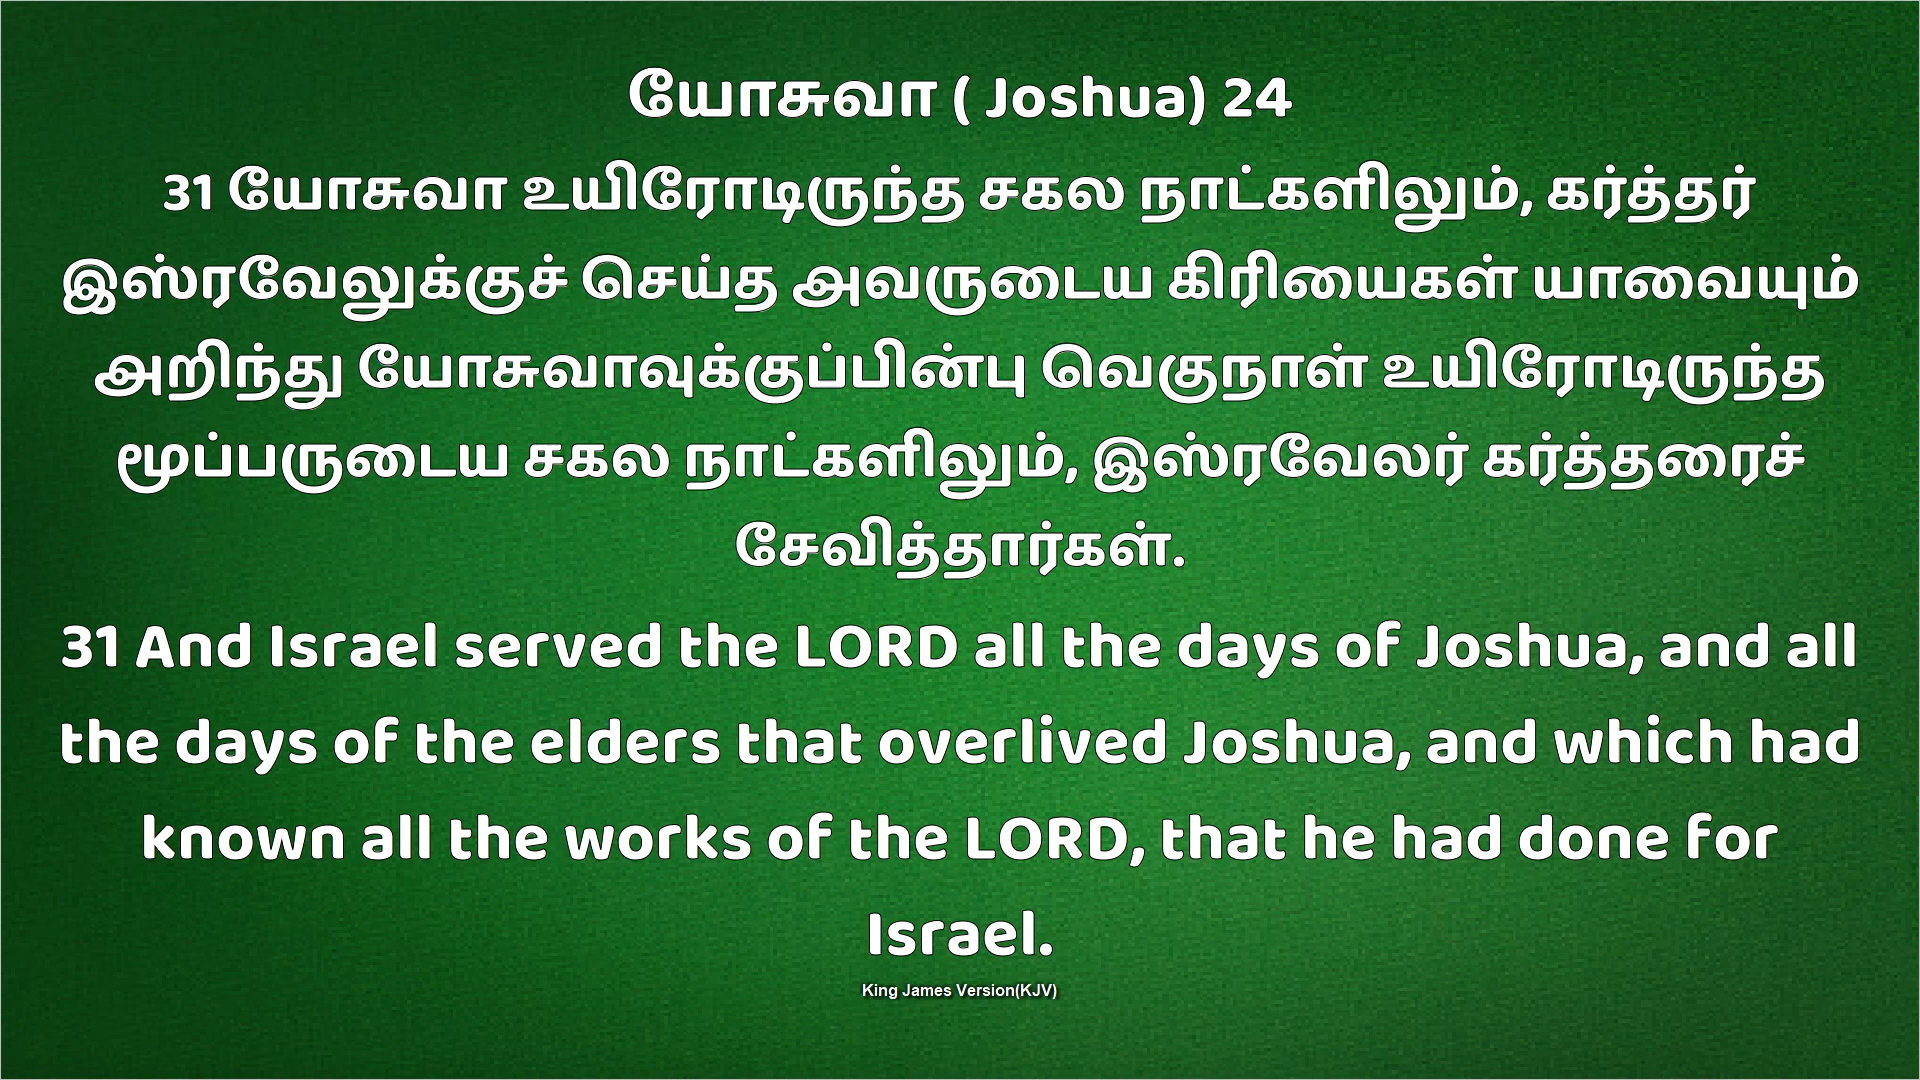 யோசுவா ( Joshua) 24
31 யோசுவா உயிரோடிருந்த சகல நாட்களிலும், கர்த்தர்
இஸ்ரவேலுக்குச் செய்த அவருடைய கிரியைகள் யாவையும்
அறிந்து யோசுவாவுக்குப்பின்பு வெகுநாள் உயிரோடிருந்த
மூப்பருடைய சகல நாட்களிலும், இஸ்ரவேலர் கர்த்தரைச்
சேவித்தார்கள்.
31 And Israel served the LORD all the days of Joshua, and all
the days of the elders that overlived Joshua, and which had
known all the works of the LORD, that he had done for
Israel.
King James Version(KJV)